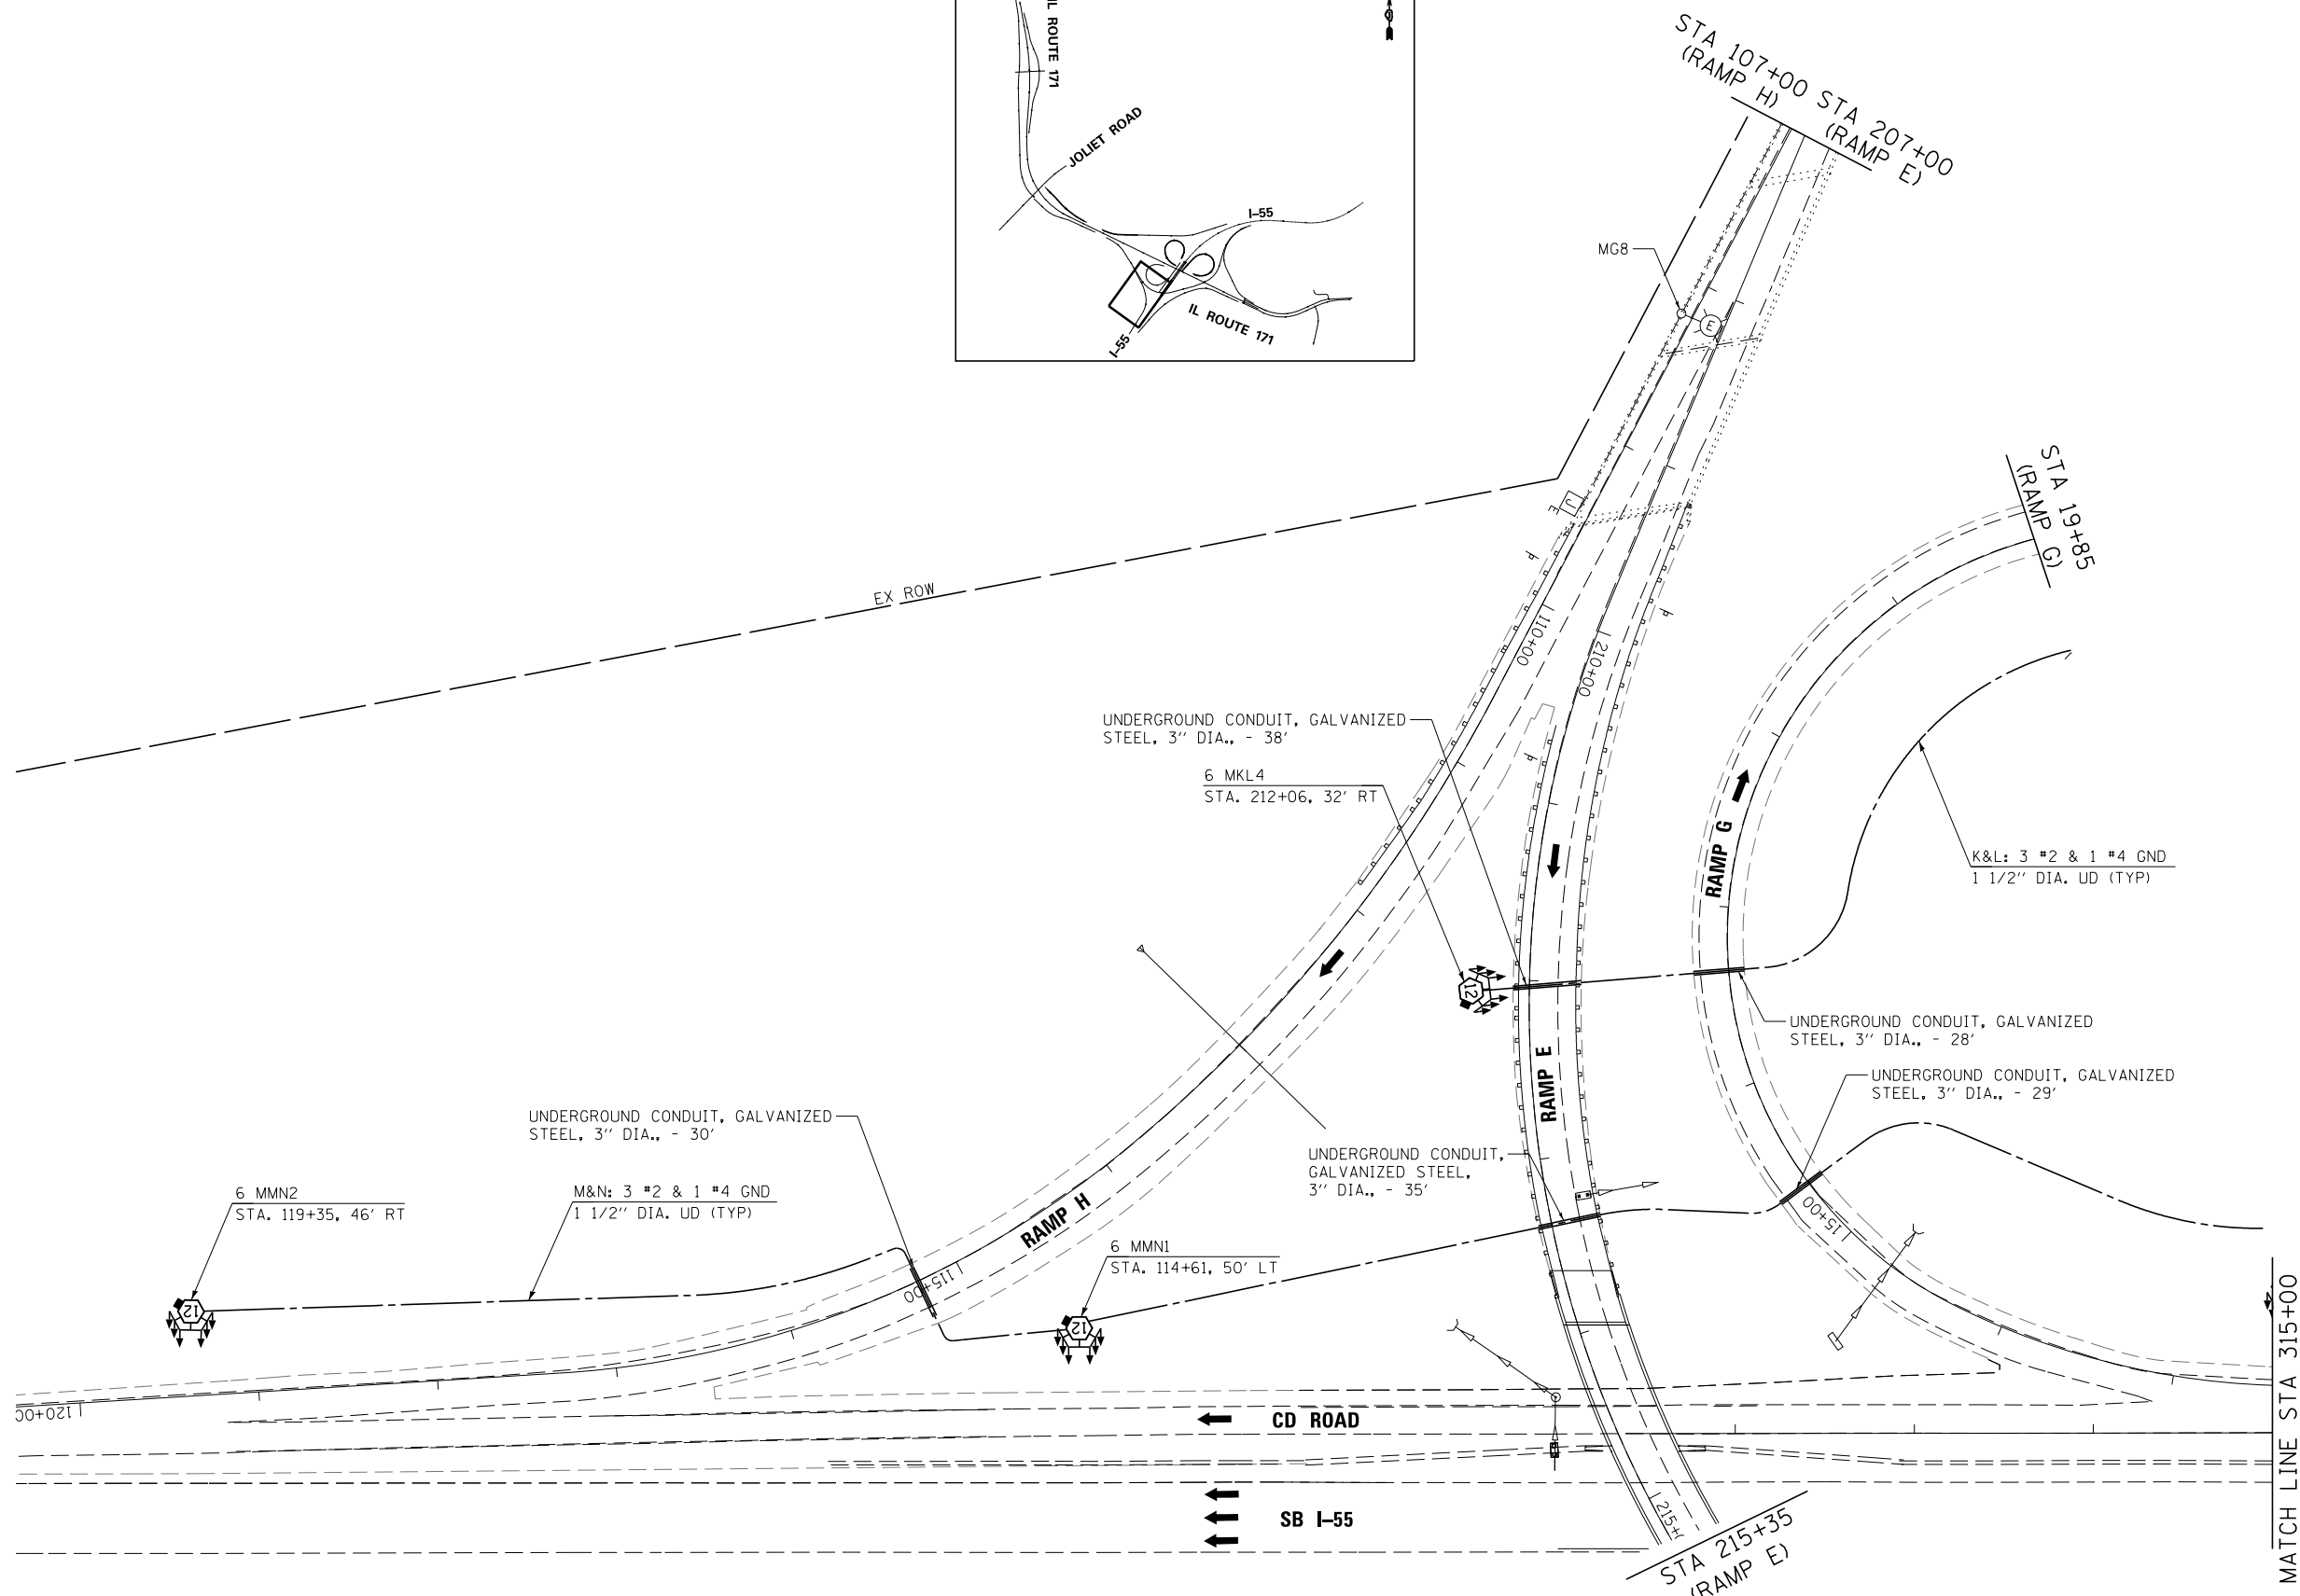 IL ROUTE 171
JOLIET ROAD
I-55
IL ROUTE 171
I-55
STA 107+00
(RAMP H)
STA 207+00
(RAMP E)
MG8
E
J
E
STA 19+85
(RAMP G)
EX ROW
110+00
210+00
UNDERGROUND CONDUIT, GALVANIZED
STEEL, 3'' DIA., - 38'
6 MKL4
STA. 212+06, 32' RT
RAMP G
K&L: 3 #2 & 1 #4 GND
1 1/2'' DIA. UD (TYP)
12
UNDERGROUND CONDUIT, GALVANIZED
STEEL, 3'' DIA., - 28'
RAMP E
UNDERGROUND CONDUIT, GALVANIZED
STEEL, 3'' DIA., - 29'
UNDERGROUND CONDUIT, GALVANIZED
STEEL, 3'' DIA., - 30'
UNDERGROUND CONDUIT,
GALVANIZED STEEL,
3'' DIA., - 35'
6 MMN2
STA. 119+35, 46' RT
M&N: 3 #2 & 1 #4 GND
1 1/2'' DIA. UD (TYP)
RAMP H
6 MMN1
STA. 114+61, 50' LT
15+00
115+00
12
12
120+00
CD ROAD
SB I-55
215+
STA 215+35
(RAMP E)
MATCH LINE STA 315+00